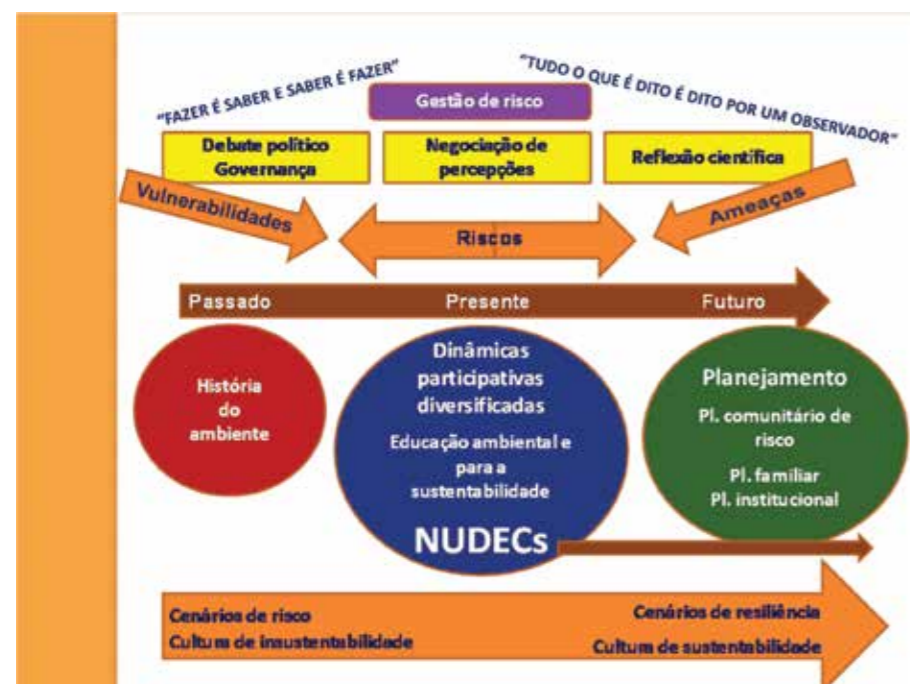 "FAZER É SABER E SABER É FAZER"
"TUDO O QUE É DITO É DITO POR UM OBSERVADOR"
Gestão de risco
Debate político
Governança
Negociação de
percepções
Reflexão científica
Vulnerabilidades
Riscos
Ameaças
Passado
Presente
Futuro
História
do
ambiente
Dinâmicas
participativas
diversificadas
Educação ambiental e
para a
sustentabilidade
NUDECs
Planejamento
Pl. comunitário de
risco
Pl. familiar
Pl. institucional
Cenários de risco
Cultura de insustentabilidade
Cenários de resiliência
Cultura de sustentabilidade